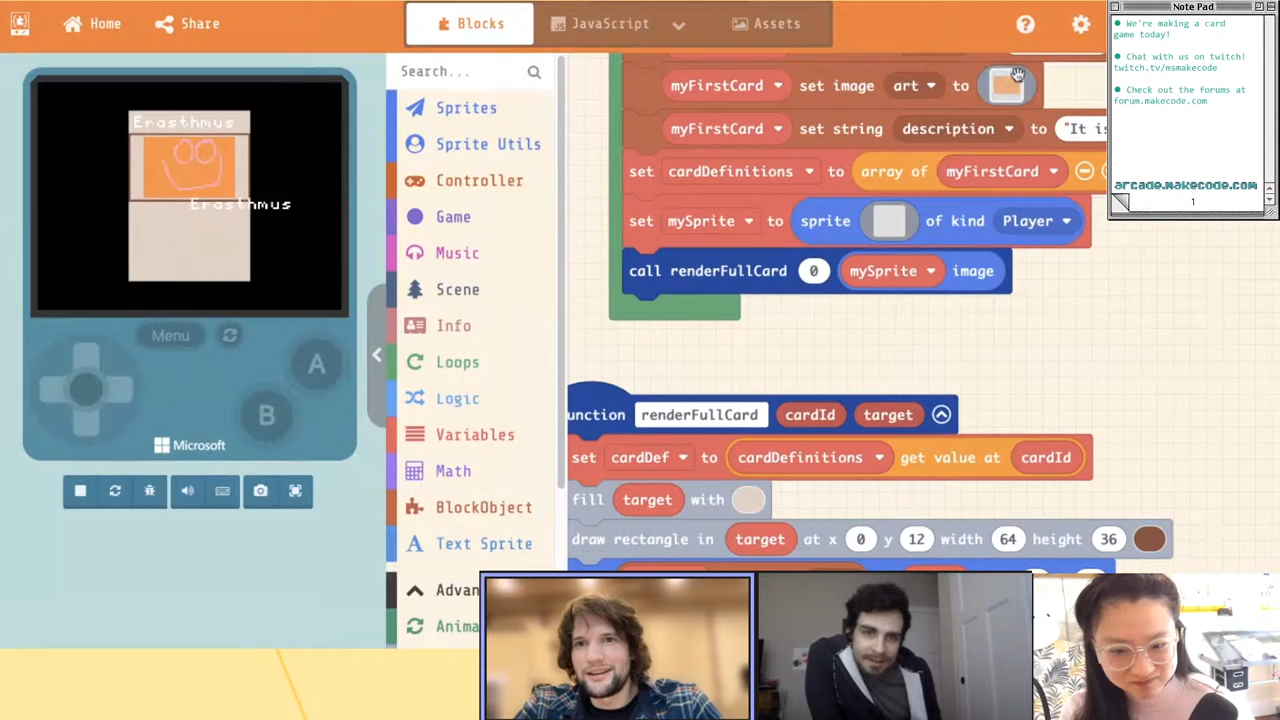 Home
Share
Blocks
JavaScript
Assets
Note Pad
We're making a card
game today!
Chat with us on twitch!
twitch.tv/msmakecode
Check out the forums at
forum.makecode.com
arcade.makecode.com
1
Erasthmus
Erasthmus
Menu
A
B
Microsoft
Search...
Sprites
Sprite Utils
Controller
Game
Music
Scene
Info
Loops
Logic
Variables
Math
BlockObject
Text Sprite
Advan
Anima
myFirstCard set image art to
myFirstCard set string description to "It is
set cardDefinitions to array of myFirstCard
set mySprite to sprite of kind Player
call renderFullCard 0 mySprite image
unction renderFullCard cardId target
set cardDef to cardDefinitions get value at cardId
fill target with
draw rectangle in target at x 0 y 12 width 64 height 36